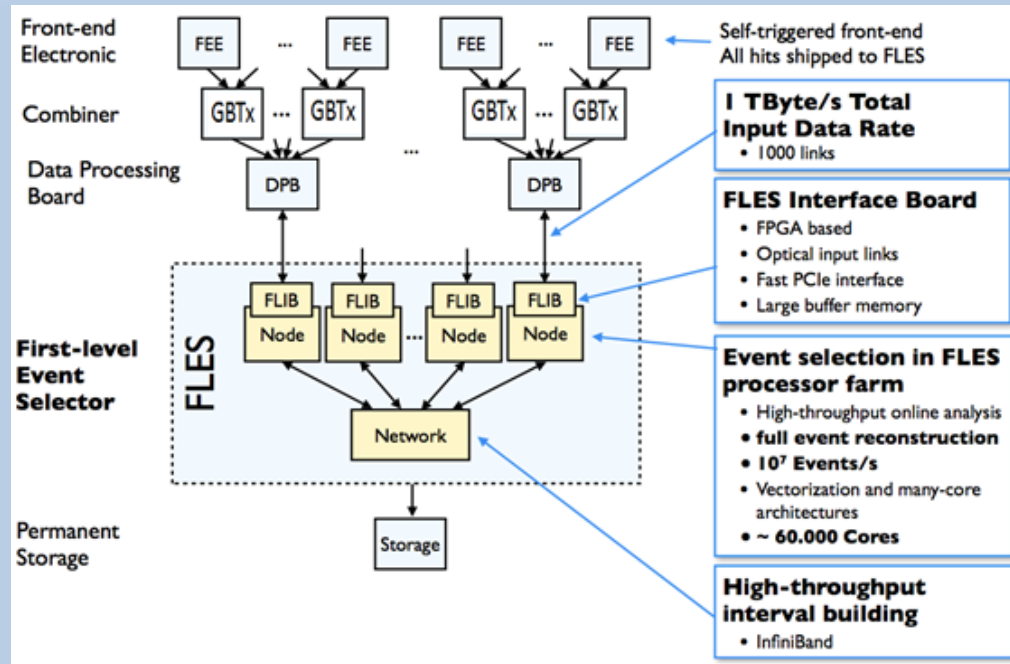 Front-end
Electronic
FEE ... FEE FEE ... FEE
Self-triggered front-end
All hits shipped to FLES
Combiner
GBTx ... GBTx GBTx ... GBTx
...
Data Processing
Board
DPB DPB
1 TByte/s Total
Input Data Rate
• 1000 links
FLES Interface Board
• FPGA based
• Optical input links
• Fast PCIe interface
• Large buffer memory
First-level
Event
Selector
FLES
FLIB FLIB FLIB FLIB
Node Node ... Node Node
Network
Event selection in FLES
processor farm
• High-throughput online analysis
• full event reconstruction
• 10⁷ Events/s
• Vectorization and many-core
architectures
• ~ 60.000 Cores
Permanent
Storage
Storage
High-throughput
interval building
• InfiniBand